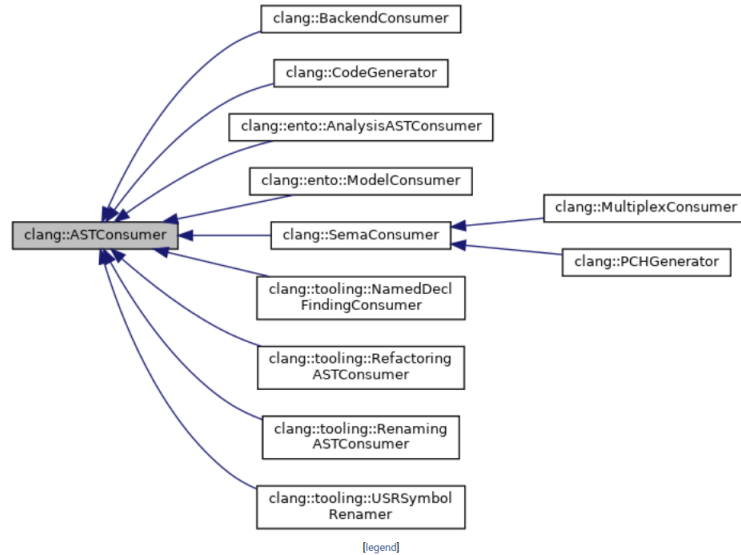 clang::BackendConsumer
clang::CodeGenerator
clang::ento::AnalysisASTConsumer
clang::ento::ModelConsumer
clang::MultiplexConsumer
clang::ASTConsumer
clang::SemaConsumer
clang::PCHGenerator
clang::tooling::NamedDecl
FindingConsumer
clang::tooling::Refactoring
ASTConsumer
clang::tooling::Renaming
ASTConsumer
clang::tooling::USRSymbol
Renamer
[legend]